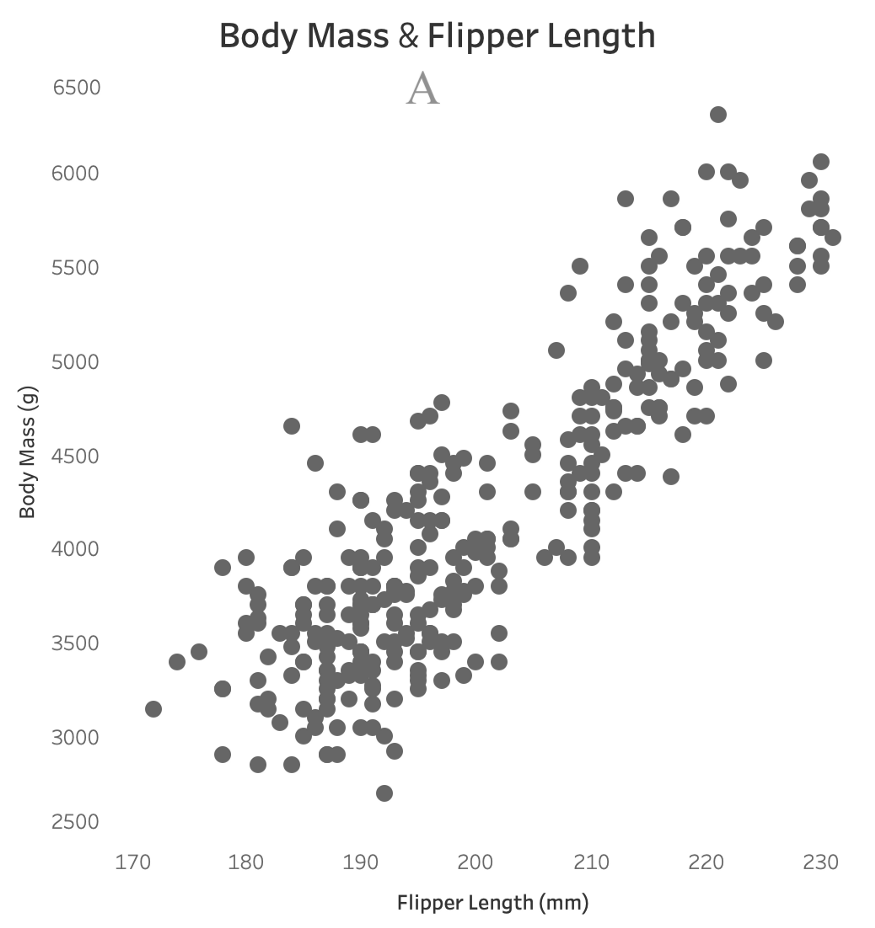 Body Mass & Flipper Length
A
6500
6000
5500
5000
4500
4000
3500
3000
2500
Body Mass (g)
170 180 190 200 210 220 230
Flipper Length (mm)